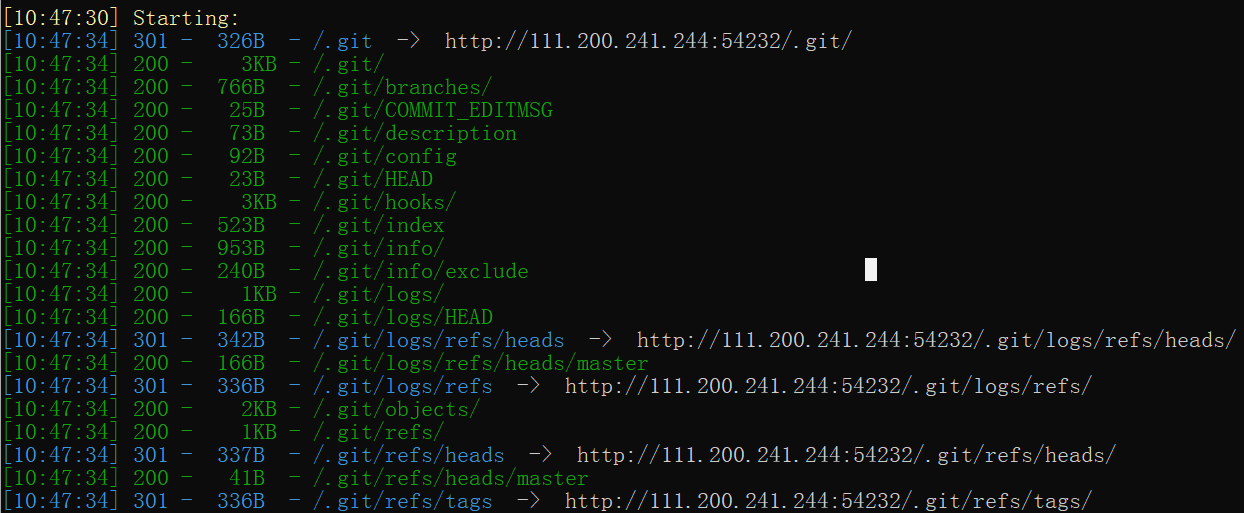 [10:47:30] Starting:
[10:47:34] 301 -  326B  - /.git  ->  http://111.200.241.244:54232/.git/
[10:47:34] 200 -    3KB - /.git/
[10:47:34] 200 -  766B  - /.git/branches/
[10:47:34] 200 -   25B  - /.git/COMMIT_EDITMSG
[10:47:34] 200 -   73B  - /.git/description
[10:47:34] 200 -   92B  - /.git/config
[10:47:34] 200 -   23B  - /.git/HEAD
[10:47:34] 200 -    3KB - /.git/hooks/
[10:47:34] 200 -  523B  - /.git/index
[10:47:34] 200 -  953B  - /.git/info/
[10:47:34] 200 -  240B  - /.git/info/exclude
[10:47:34] 200 -    1KB - /.git/logs/
[10:47:34] 200 -  166B  - /.git/logs/HEAD
[10:47:34] 301 -  342B  - /.git/logs/refs/heads  ->  http://111.200.241.244:54232/.git/logs/refs/heads/
[10:47:34] 200 -  166B  - /.git/logs/refs/heads/master
[10:47:34] 301 -  336B  - /.git/logs/refs  ->  http://111.200.241.244:54232/.git/logs/refs/
[10:47:34] 200 -    2KB - /.git/objects/
[10:47:34] 200 -    1KB - /.git/refs/
[10:47:34] 301 -  337B  - /.git/refs/heads  ->  http://111.200.241.244:54232/.git/refs/heads/
[10:47:34] 200 -   41B  - /.git/refs/heads/master
[10:47:34] 301 -  336B  - /.git/refs/tags  ->  http://111.200.241.244:54232/.git/refs/tags/